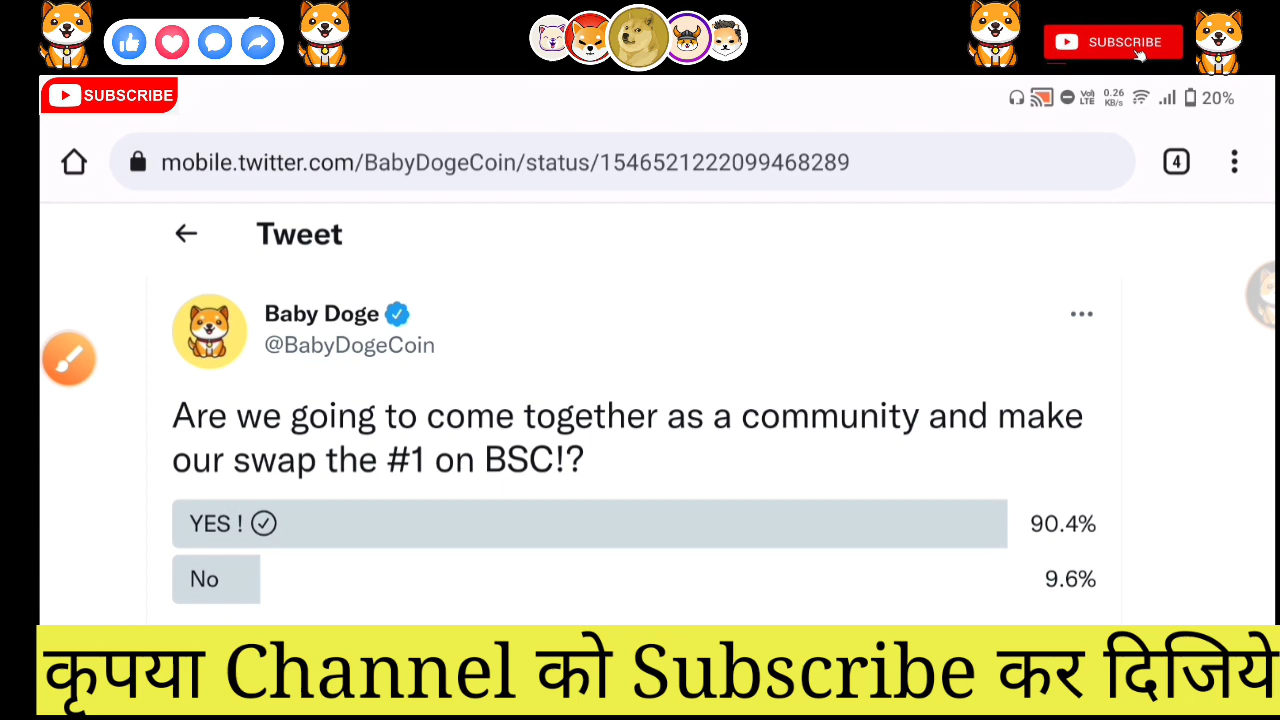 SUBSCRIBE
SUBSCRIBE
Vo) LTE 0.26 KB/s 20%
mobile.twitter.com/BabyDogeCoin/status/1546521222099468289
4
Tweet
Baby Doge
@BabyDogeCoin
Are we going to come together as a community and make
our swap the #1 on BSC!?
YES ! 90.4%
No 9.6%
कृपया Channel को Subscribe कर दिजिये